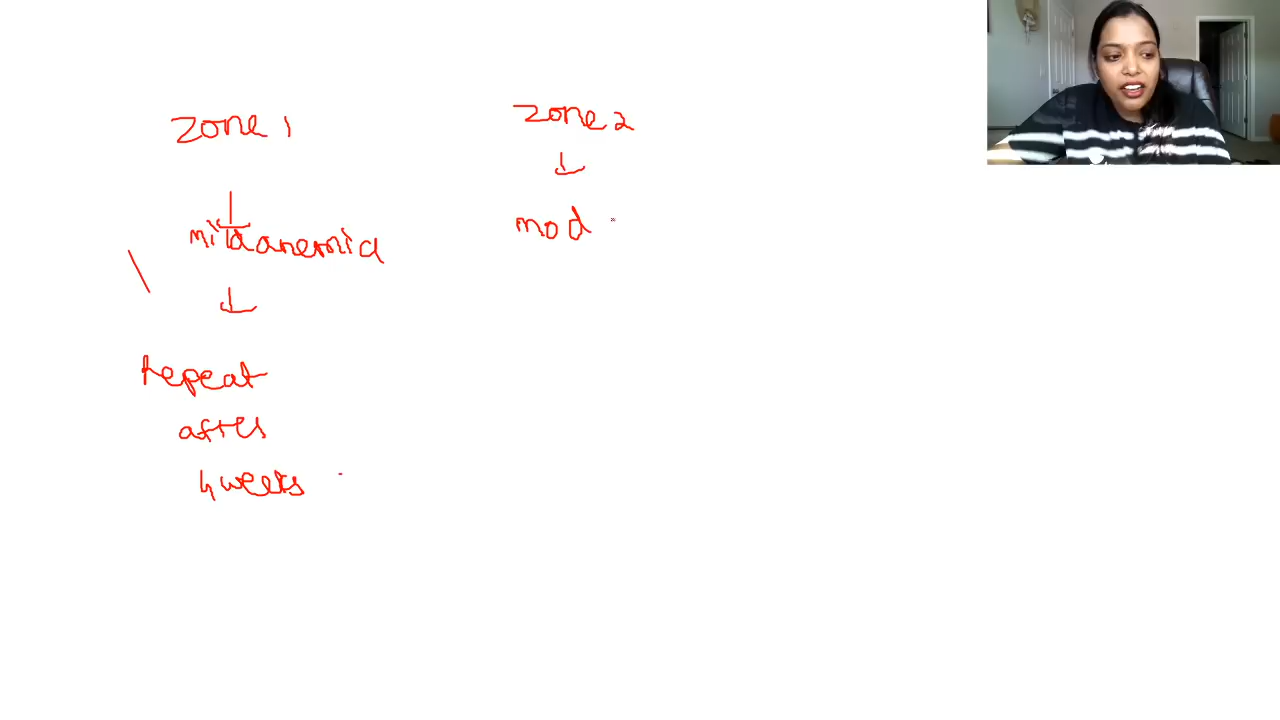 zone 1
mild anemia
repeat
after
4 weeks
zone 2
mod